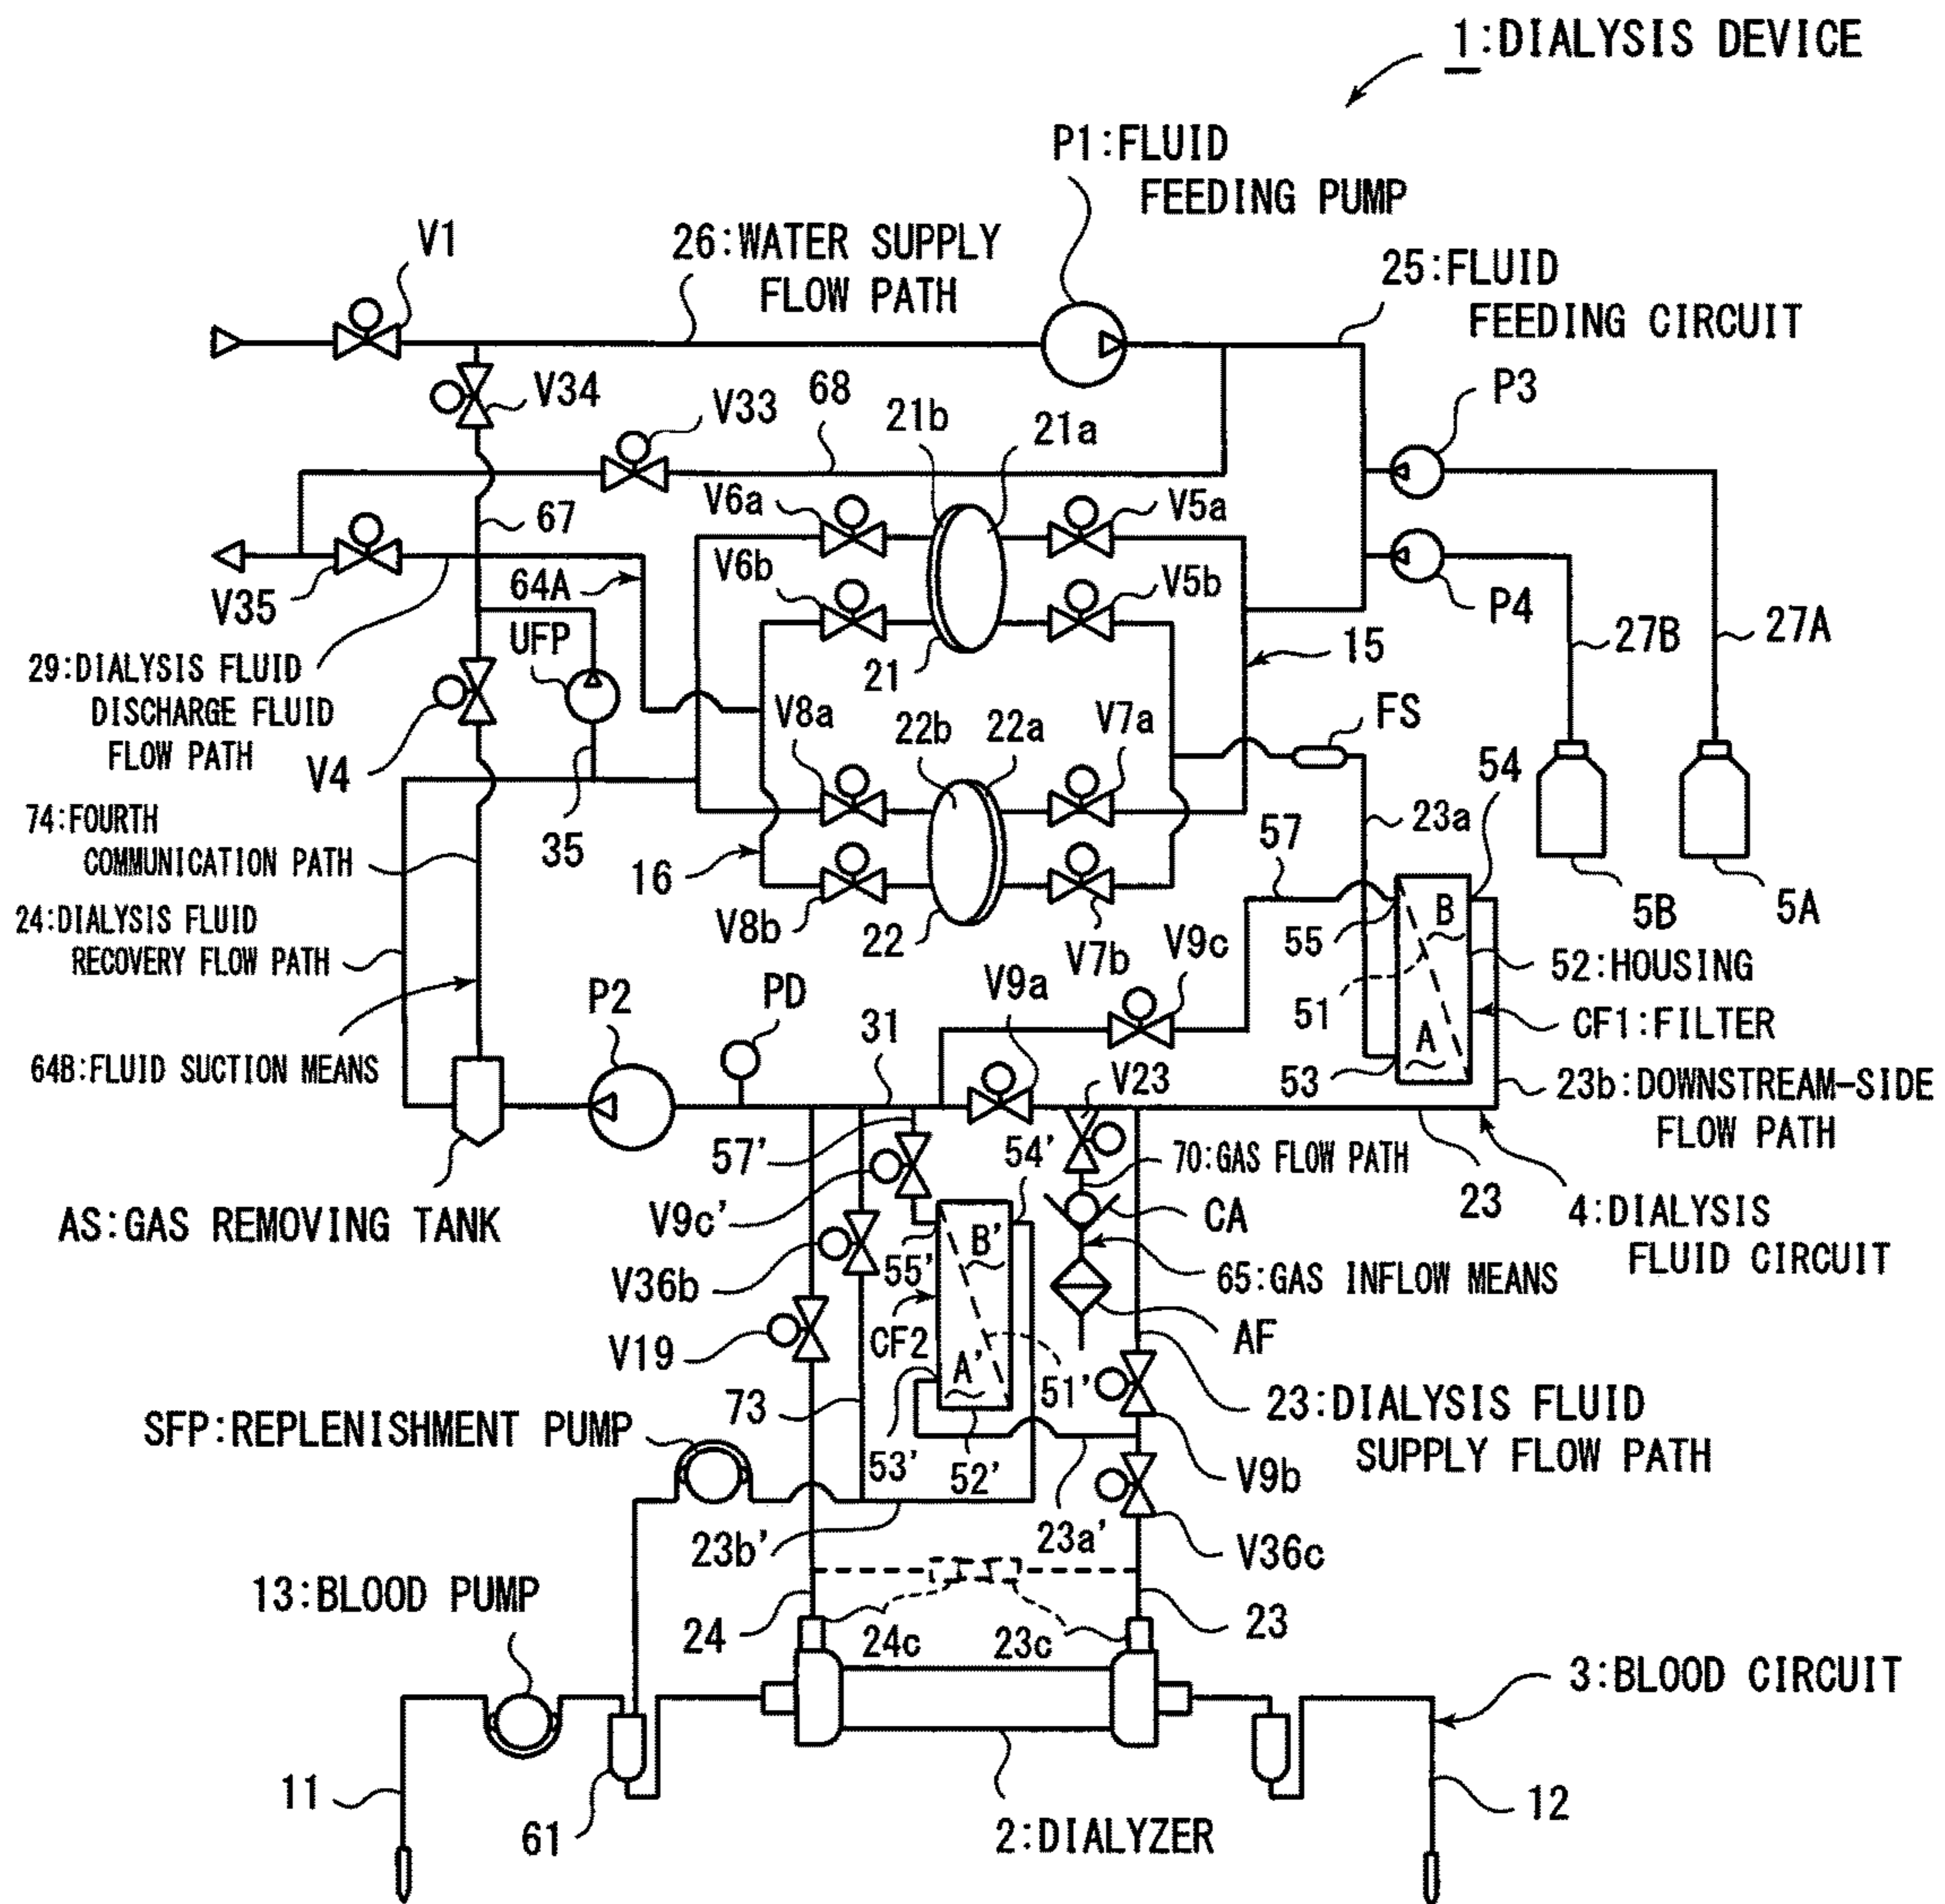 1:DIALYSIS DEVICE
P1:FLUID
FEEDING PUMP
V1
26:WATER SUPPLY
FLOW PATH
25:FLUID
FEEDING CIRCUIT
V34
V33
68
21b
21a
P3
V6a
V5a
67
V6b
V5b
64A
V35
UFP
P4
27B
27A
29:DIALYSIS FLUID
DISCHARGE FLUID
FLOW PATH
21
15
V8a
22b
22a
V7a
FS
V4
54
74:FOURTH
COMMUNICATION PATH
35
16
57
23a
24:DIALYSIS FLUID
RECOVERY FLOW PATH
V8b
22
V7b
V9c
55
B
5B
5A
52:HOUSING
P2
PD
V9a
51
CF1:FILTER
64B:FLUID SUCTION MEANS
31
A
V23
53
23b:DOWNSTREAM-SIDE
FLOW PATH
57'
54'
70:GAS FLOW PATH
23
AS:GAS REMOVING TANK
V9c'
CA
4:DIALYSIS
FLUID CIRCUIT
V36b
55'
B'
65:GAS INFLOW MEANS
V19
CF2
AF
A'
51'
73
23:DIALYSIS FLUID
SUPPLY FLOW PATH
SFP:REPLENISHMENT PUMP
53'
52'
V9b
23b'
23a'
V36c
13:BLOOD PUMP
24
24c
23c
23
3:BLOOD CIRCUIT
11
61
2:DIALYZER
12